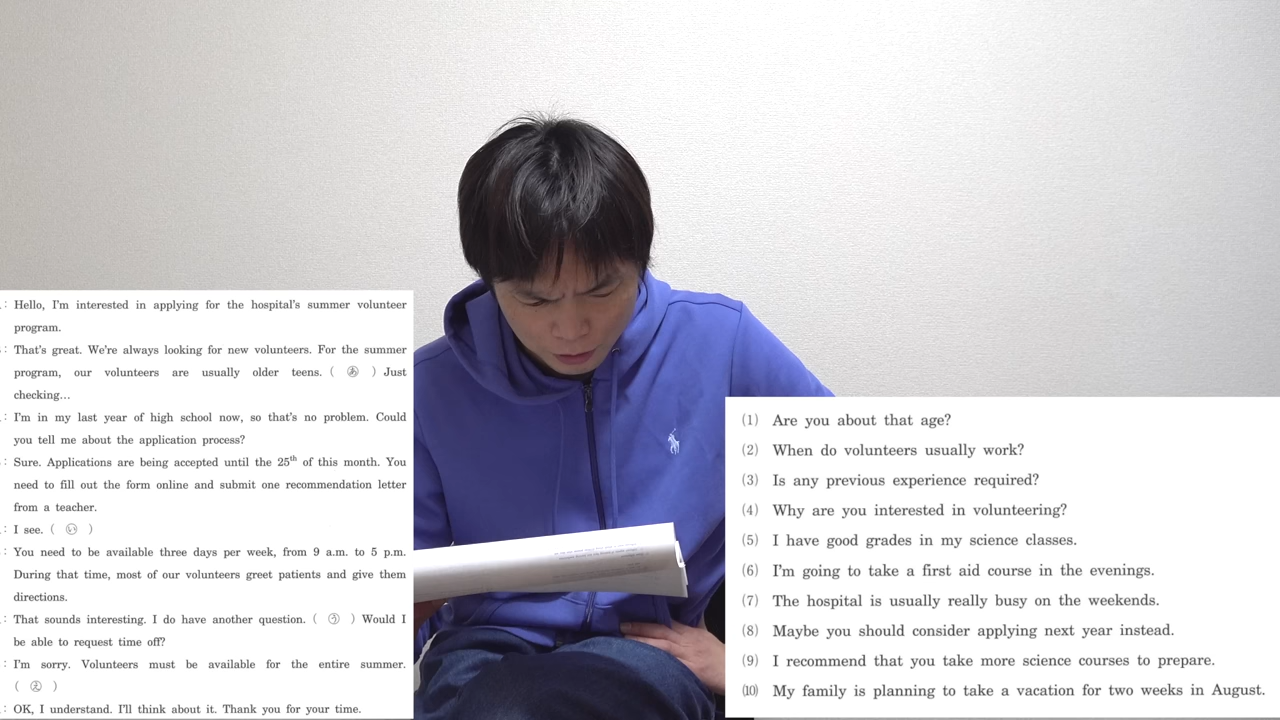 : Hello, I'm interested in applying for the hospital's summer volunteer
program.
: That's great. We're always looking for new volunteers. For the summer
program, our volunteers are usually older teens. ( あ ) Just
checking…
: I'm in my last year of high school now, so that's no problem. Could
you tell me about the application process?
: Sure. Applications are being accepted until the 25th of this month. You
need to fill out the form online and submit one recommendation letter
from a teacher.
: I see. ( い )
: You need to be available three days per week, from 9 a.m. to 5 p.m.
During that time, most of our volunteers greet patients and give them
directions.
: That sounds interesting. I do have another question. ( う ) Would I
be able to request time off?
: I'm sorry. Volunteers must be available for the entire summer.
( え )
: OK, I understand. I'll think about it. Thank you for your time.
(1) Are you about that age?
(2) When do volunteers usually work?
(3) Is any previous experience required?
(4) Why are you interested in volunteering?
(5) I have good grades in my science classes.
(6) I'm going to take a first aid course in the evenings.
(7) The hospital is usually really busy on the weekends.
(8) Maybe you should consider applying next year instead.
(9) I recommend that you take more science courses to prepare.
(10) My family is planning to take a vacation for two weeks in August.